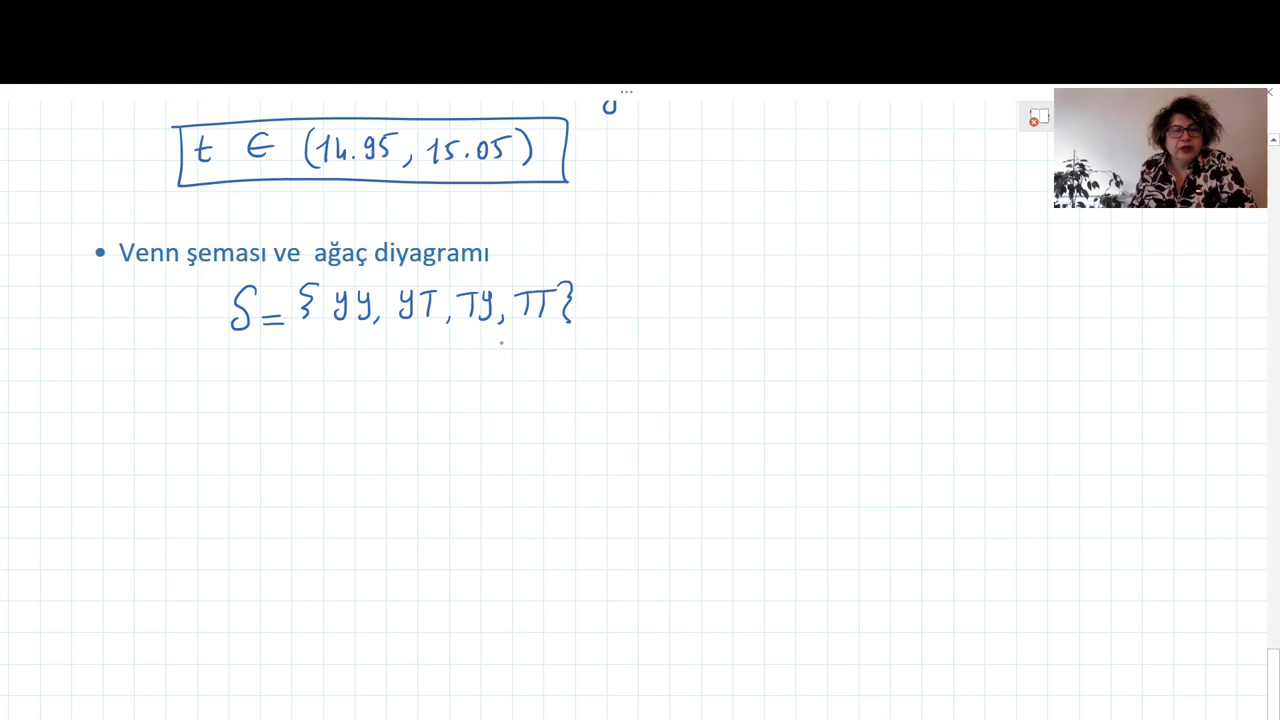 t ∈ (14.95, 15.05)
• Venn şeması ve ağaç diyagramı
S = { YY, YT, TY, TT }